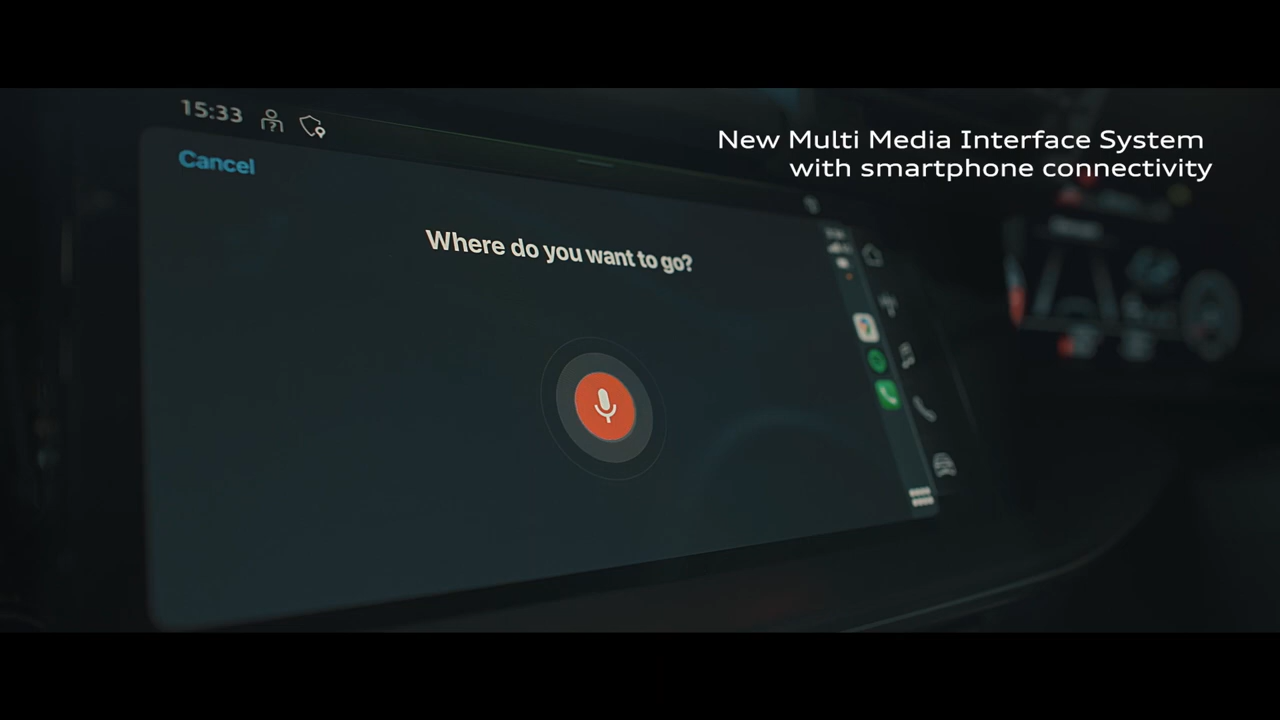 15:33
New Multi Media Interface System
with smartphone connectivity
Cancel
Where do you want to go?